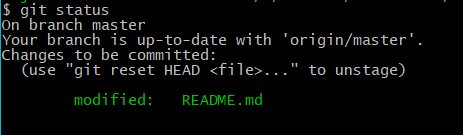 $ git status
On branch master
Your branch is up-to-date with 'origin/master'.
Changes to be committed:
  (use "git reset HEAD <file>..." to unstage)
        modified:   README.md